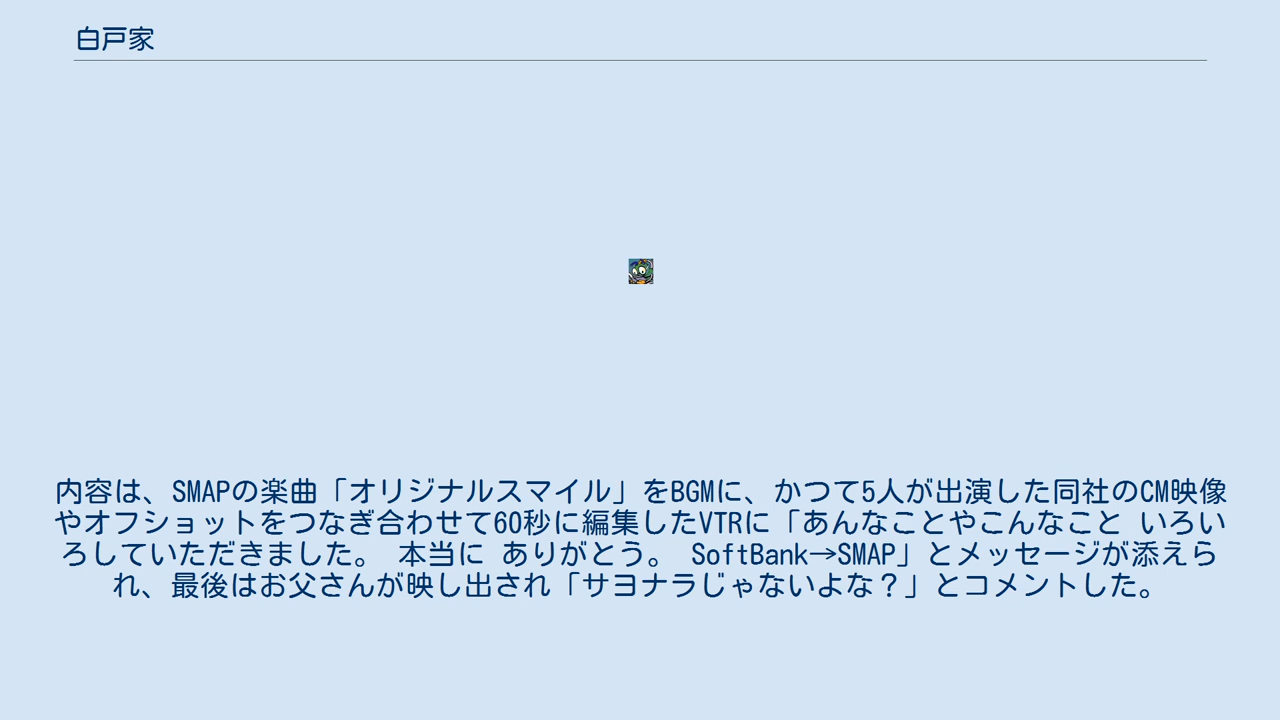 白戸家
内容は、SMAPの楽曲「オリジナルスマイル」をBGMに、かつて5人が出演した同社のCM映像
やオフショットをつなぎ合わせて60秒に編集したVTRに「あんなことやこんなこと いろい
ろしていただきました。 本当に ありがとう。 SoftBank→SMAP」とメッセージが添えら
れ、最後はお父さんが映し出され「サヨナラじゃないよな？」とコメントした。